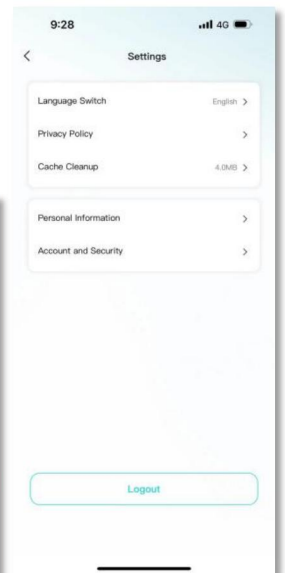 9:28 4G
Settings
Language Switch English
Privacy Policy
Cache Cleanup 4.0MB
Personal Information
Account and Security
Logout